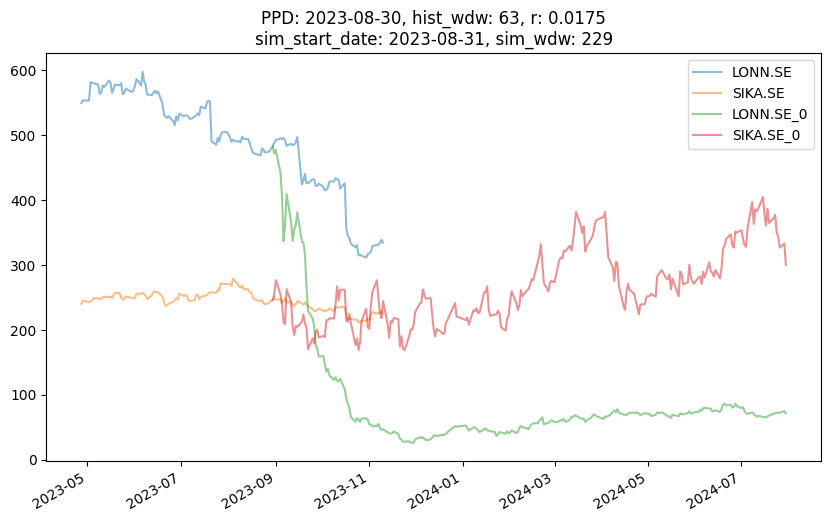 PPD: 2023-08-30, hist_wdw: 63, r: 0.0175
sim_start_date: 2023-08-31, sim_wdw: 229
LONN.SE
SIKA.SE
LONN.SE_0
SIKA.SE_0
600
500
400
300
200
100
0
2023-05
2023-07
2023-09
2023-11
2024-01
2024-03
2024-05
2024-07